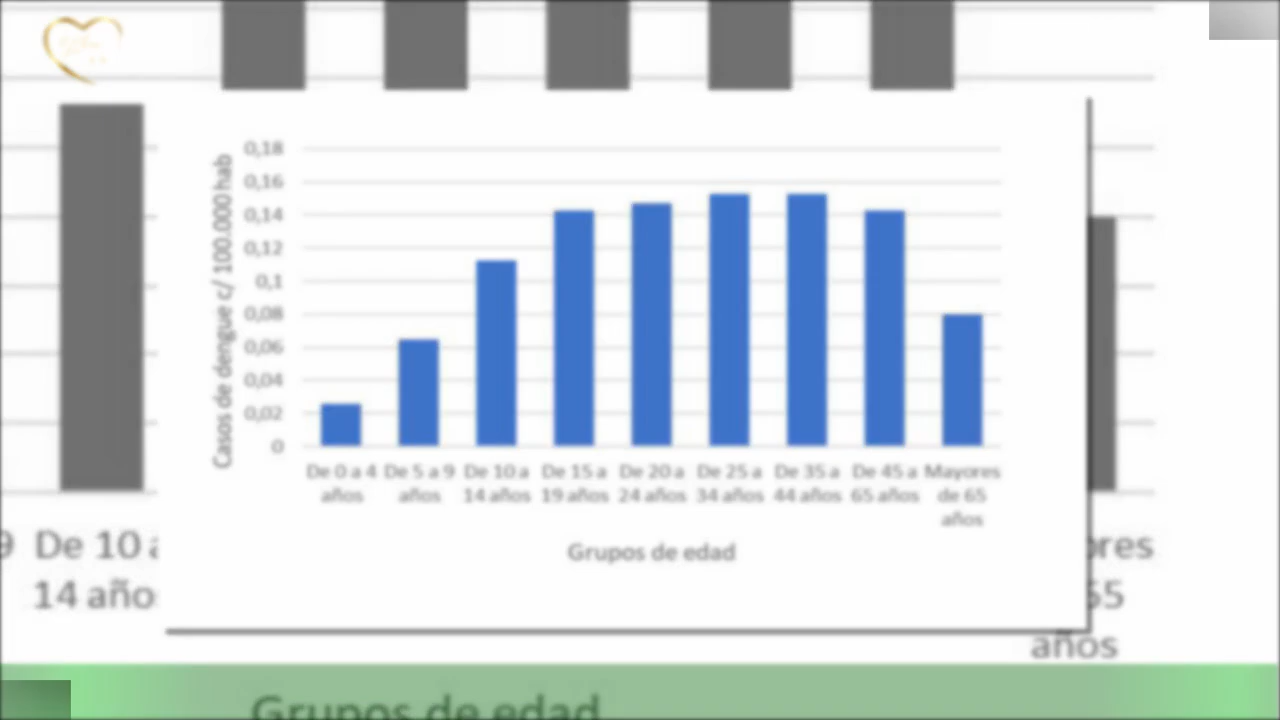 Casos de dengue c/ 100.000 hab
0,18
0,16
0,14
0,12
0,1
0,08
0,06
0,04
0,02
0
De 0 a 4
años
De 5 a 9
años
De 10 a
14 años
De 15 a
19 años
De 20 a
24 años
De 25 a
34 años
De 35 a
44 años
De 45 a
65 años
Mayores
de 65
años
Grupos de edad
9
De 10 a
14 año
ores
65
años
Grupos de edad